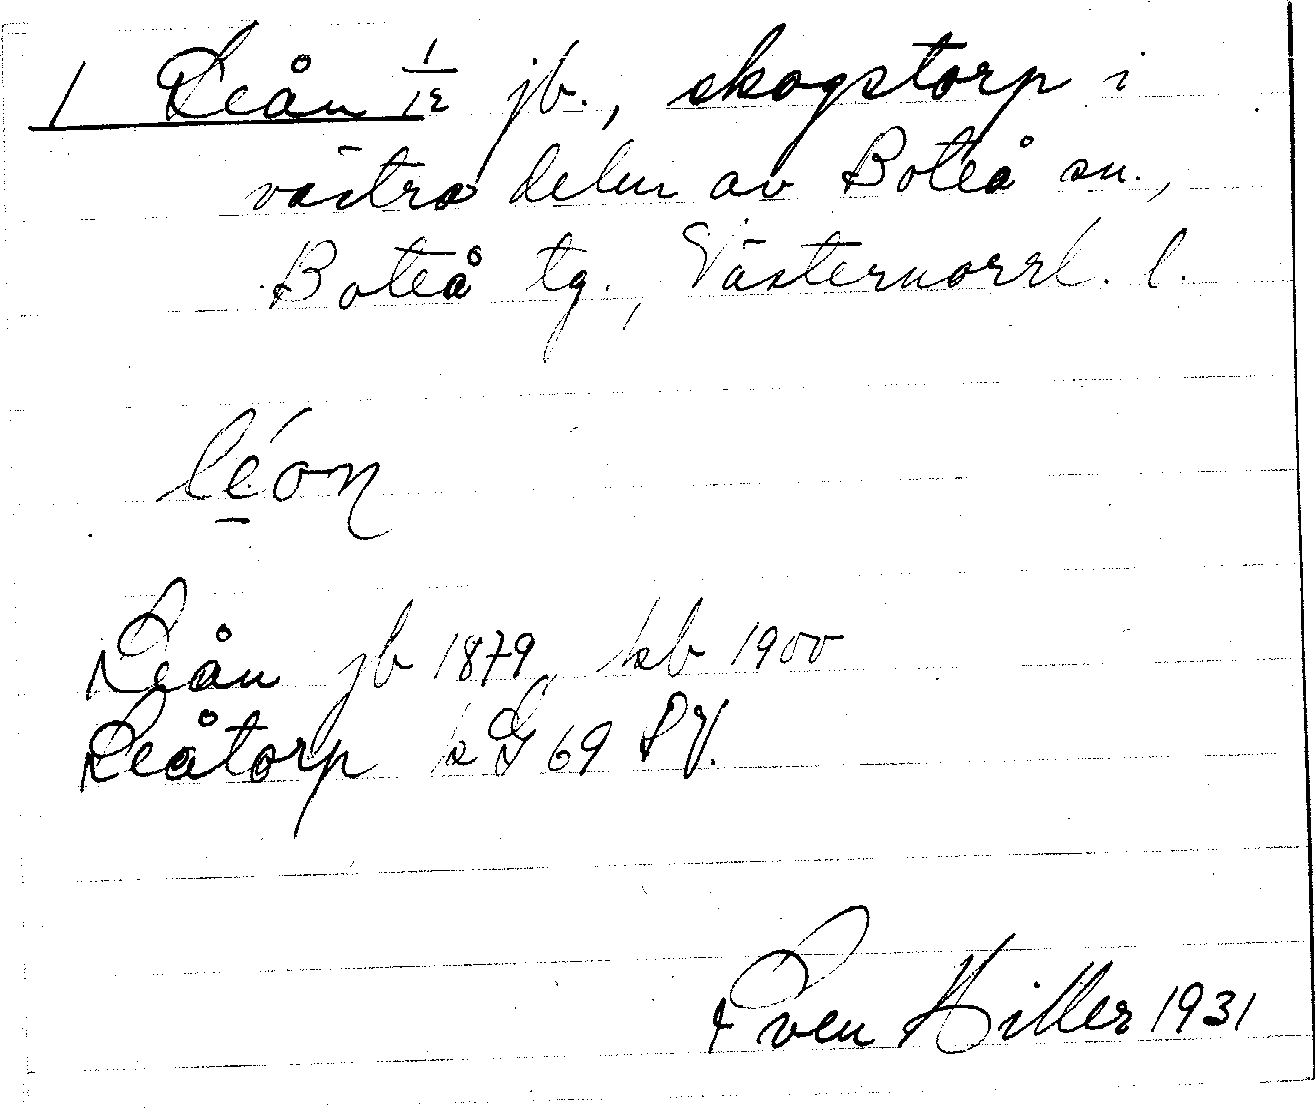 1 Leån 1/12 jb., skogstorp i
västra delen av Boteå sn.,
Boteå tg., Västernorrl. l.
léon
Leån jb 1879, kb 1900
Leåtorp k G 69
Sven Hiller 1931